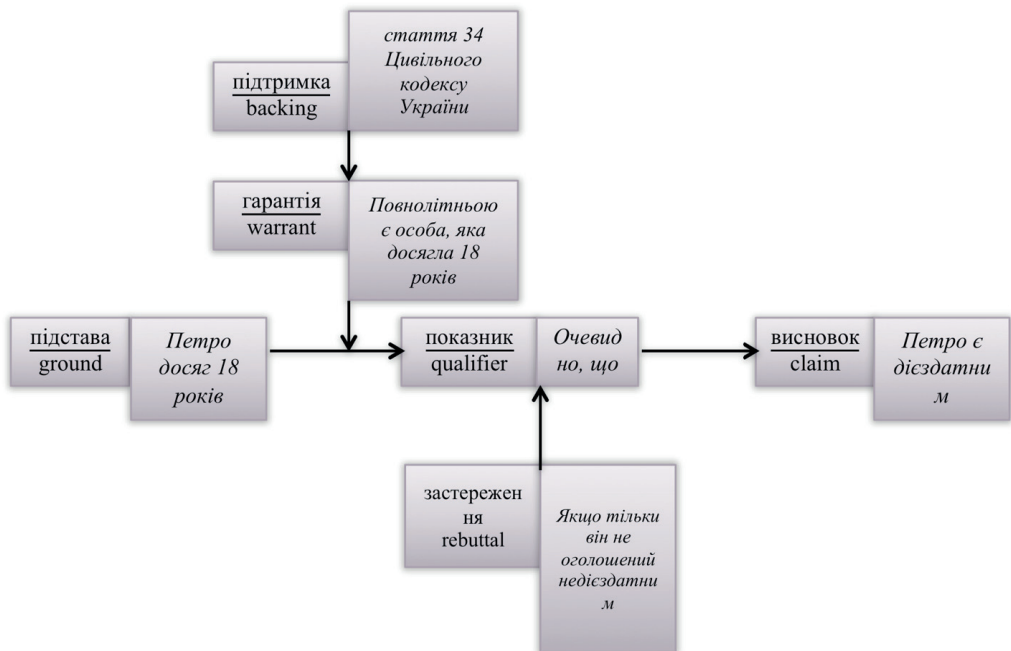 стаття 34
Цивільного
кодексу
України
підтримка
backing
гарантія
warrant
Повнолітньою
є особа, яка
досягла 18
років
підстава
ground
Петро
досяг 18
років
показник
qualifier
Очевид
но, що
висновок
claim
Петро є
дієздатни
м
застережен
ня
rebuttal
Якщо тільки
він не
оголошений
недієздатни
м